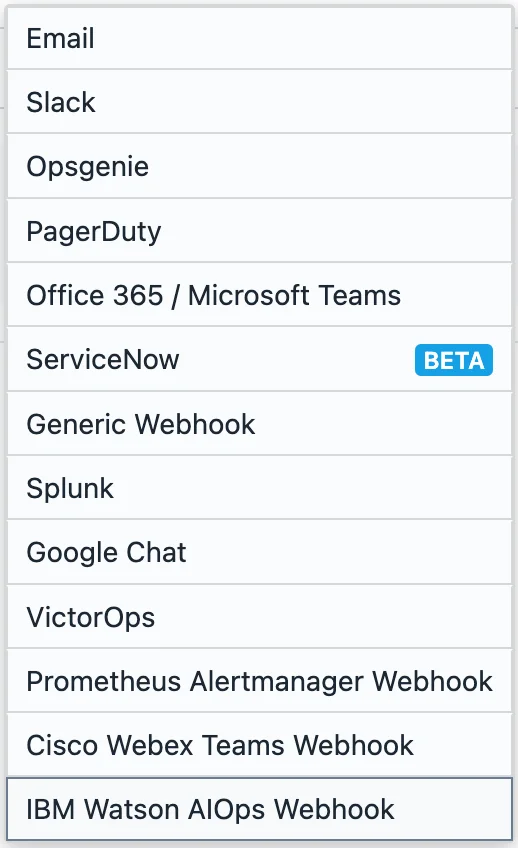 Email
Slack
Opsgenie
PagerDuty
Office 365 / Microsoft Teams
ServiceNow BETA
Generic Webhook
Splunk
Google Chat
VictorOps
Prometheus Alertmanager Webhook
Cisco Webex Teams Webhook
IBM Watson AIOps Webhook